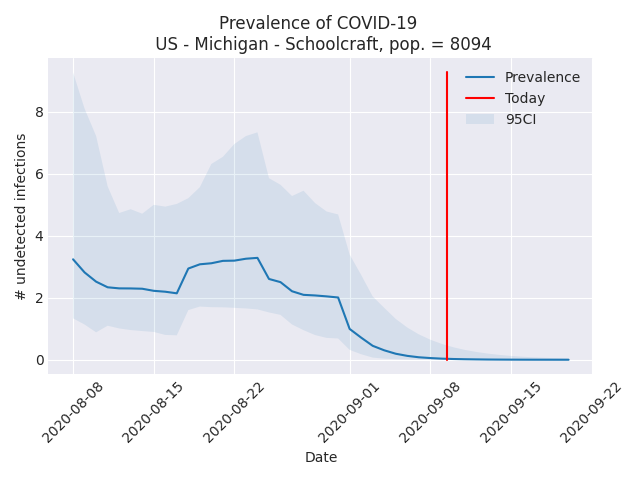 Prevalence of COVID-19
US - Michigan - Schoolcraft, pop. = 8094
Prevalence
Today
95CI
# undetected infections
8
6
4
2
0
2020-08-08
2020-08-15
2020-08-22
2020-09-01
2020-09-08
2020-09-15
2020-09-22
Date